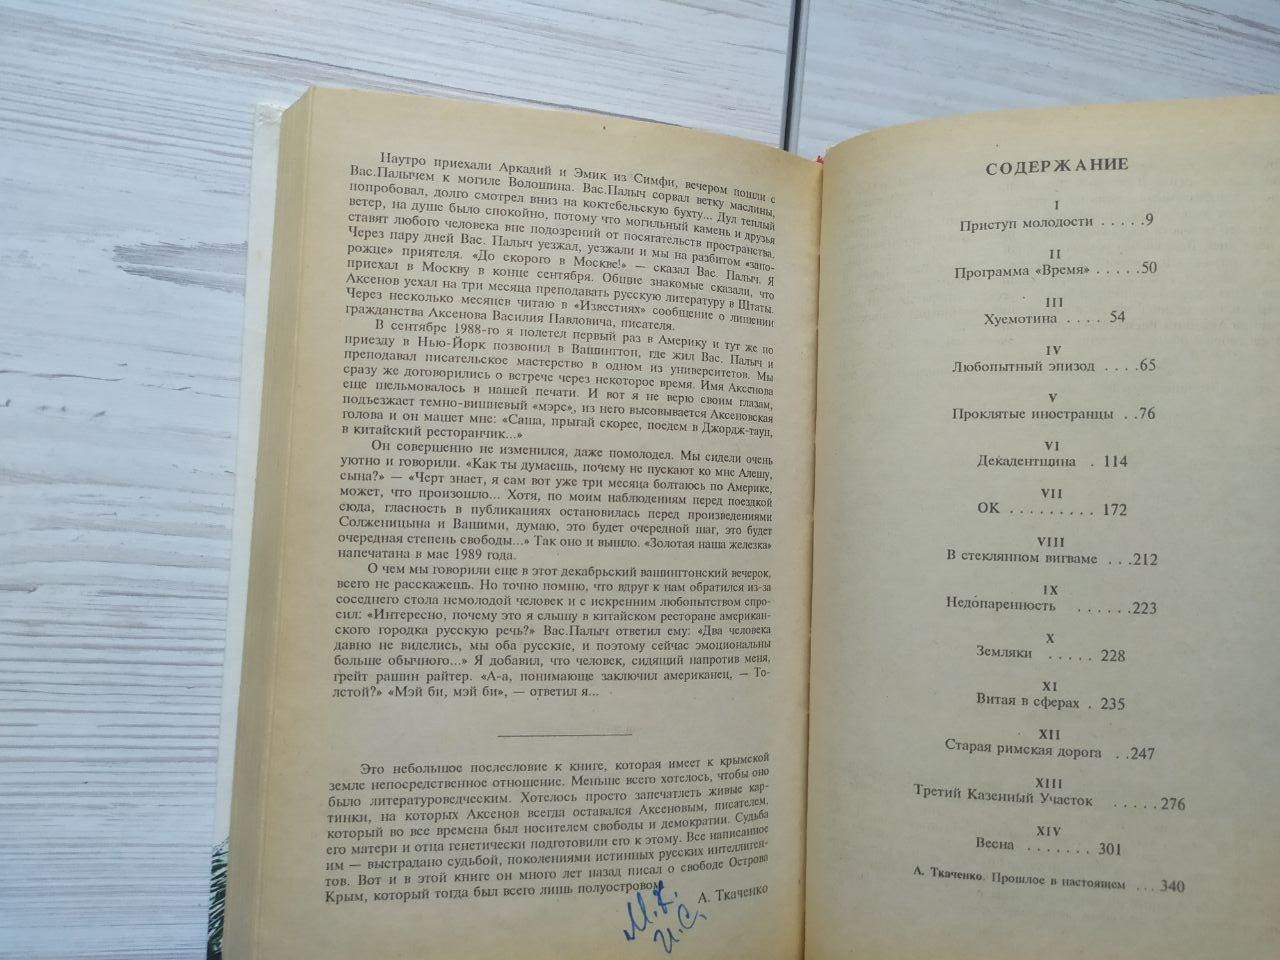 Наутро приехали Аркадий и Эмик из Симфи, вечером пошли с
Вас.Палычем к могиле Волошина. Вас.Палыч сорвал ветку маслины,
попробовал, долго смотрел вниз на коктебельскую бухту... Дул теплый
ветер, на душе было спокойно, потому что могильный камень и друзья
ставят любого человека вне подозрений от посягательств пространства.
Через пару дней Вас. Палыч уезжал, уезжали и мы на разбитом «запо-
рожце» приятеля. «До скорого в Москве!» — сказал Вас. Палыч. Я
приехал в Москву в конце сентября. Общие знакомые сказали, что
Аксенов уехал на три месяца преподавать русскую литературу в Штаты.
Через несколько месяцев читаю в «Известиях» сообщение о лишении
гражданства Аксенова Василия Павловича, писателя.
В сентябре 1988-го я полетел первый раз в Америку и тут же по
приезду в Нью-Йорк позвонил в Вашингтон, где жил Вас. Палыч и
преподавал писательское мастерство в одном из университетов. Мы
сразу же договорились о встрече через некоторое время. Имя Аксенова
еще шельмовалось в нашей печати. И вот я не верю своим глазам,
подъезжает темно-вишневый «мэрс», из него высовывается Аксеновская
голова и он машет мне: «Саша, прыгай скорее, поедем в Джордж-таун,
в китайский ресторанчик...»
Он совершенно не изменился, даже помолодел. Мы сидели очень
уютно и говорили. «Как ты думаешь, почему не пускают ко мне Алешу,
сына?» — «Черт знает, я сам вот уже три месяца болтаюсь по Америке,
может, что произошло... Хотя, по моим наблюдениям перед поездкой
сюда, гласность в публикациях остановилась перед произведениями
Солженицына и Вашими, думаю, это будет очередной шаг, это будет
очередная степень свободы...» Так оно и вышло. «Золотая наша железка»
напечатана в мае 1989 года.
О чем мы говорили еще в этот декабрьский вашингтонский вечерок,
всего не расскажешь. Но точно помню, что вдруг к нам обратился из-за
соседнего стола немолодой человек и с искренним любопытством спро-
сил: «Интересно, почему это я слышу в китайском ресторане американ-
ского городка русскую речь?» Вас.Палыч ответил ему: «Два человека
давно не виделись, мы оба русские, и поэтому сейчас эмоциональны
больше обычного...» Я добавил, что человек, сидящий напротив меня,
грейт рашин райтер. «А-а, понимающе заключил американец, — То-
лстой?» «Мэй би, мэй би», — ответил я...
Это небольшое послесловие к книге, которая имеет к крымской
земле непосредственное отношение. Меньше всего хотелось, чтобы оно
было литературоведческим. Хотелось просто запечатлеть живые кар-
тинки, на которых Аксенов всегда оставался Аксеновым, писателем,
который во все времена был носителем свободы и демократии. Судьба
его матери и отца генетически подготовили его к этому. Все написанное
им — выстрадано судьбой, поколениями истинных русских интеллиген-
тов. Вот и в этой книге он много лет назад писал о свободе Острова
Крым, который тогда был всего лишь полуостровом.
А. Ткаченко
СОДЕРЖАНИЕ
I
Приступ молодости . . . . .9
II
Программа «Время» . . . . .50
III
Хуемотина . . . . 54
IV
Любопытный эпизод . . . .65
V
Проклятые иностранцы . .76
VI
Декадентщина . 114
VII
ОК . . . . . . . . . 172
VIII
В стеклянном вигваме . . .212
IX
Недопаренность . . . . . .223
X
Земляки . . . . . 228
XI
Витая в сферах . 235
XII
Старая римская дорога . .247
XIII
Третий Казенный Участок . . . . .276
XIV
Весна . . . . . . . 301
А. Ткаченко. Прошлое в настоящем . . . 340